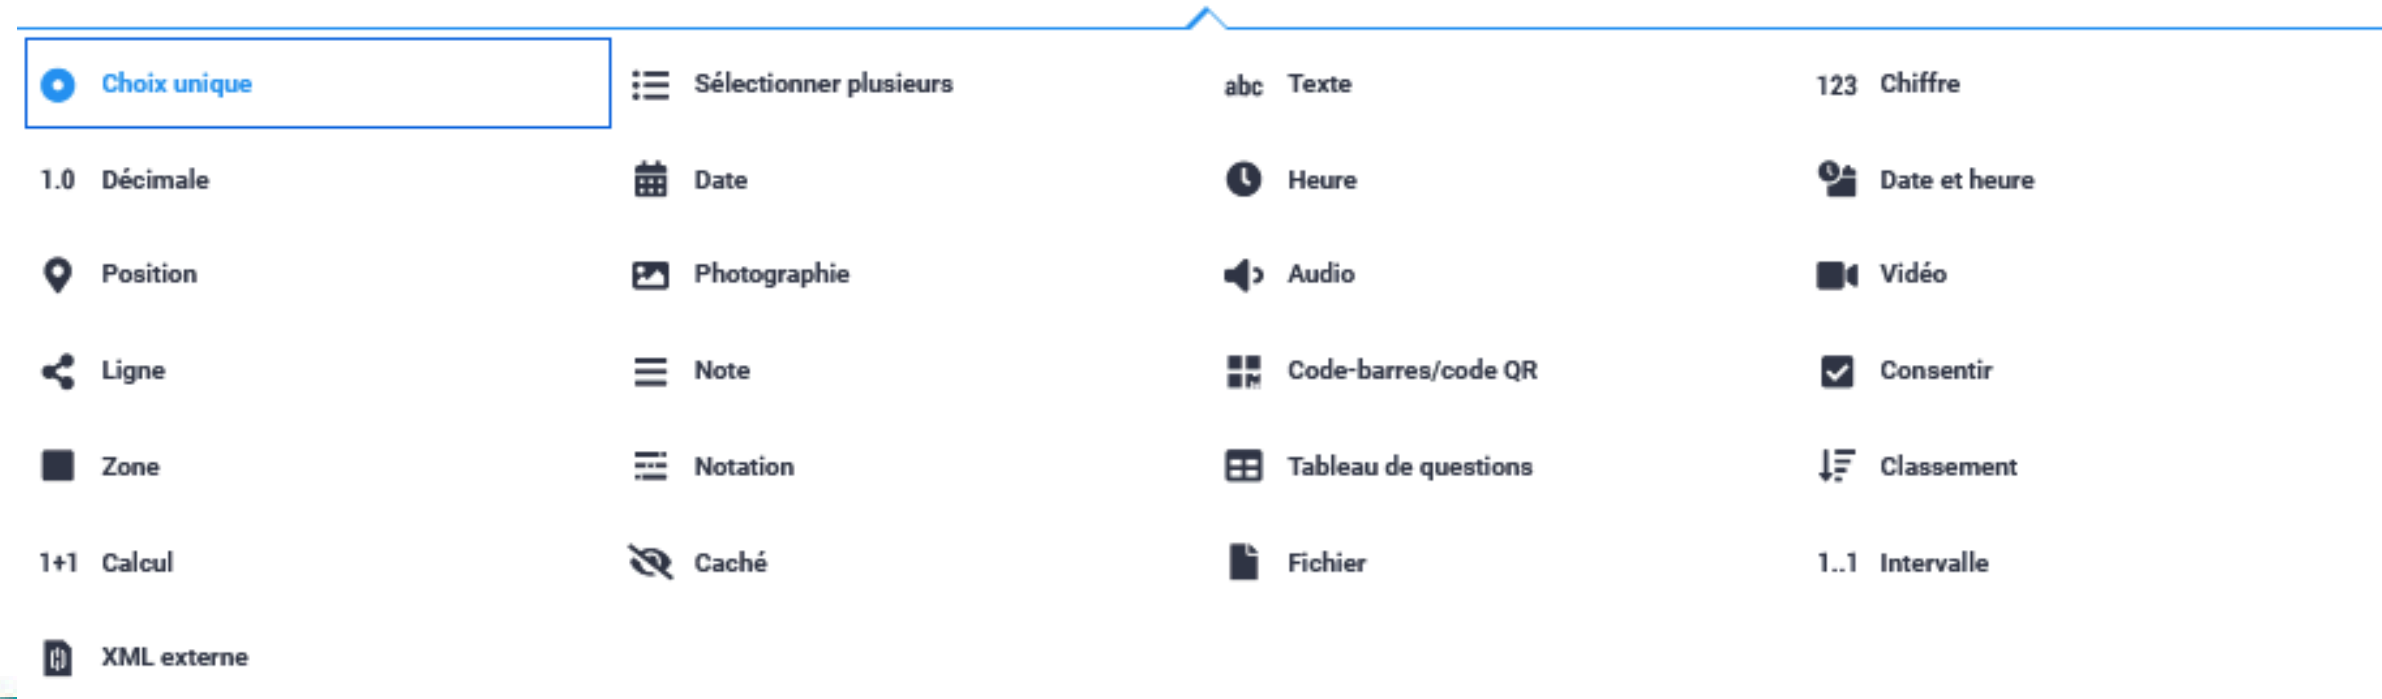 Choix unique Sélectionner plusieurs abc Texte 123 Chiffre
1.0 Décimale Date Heure Date et heure
Position Photographie Audio Vidéo
Ligne Note Code-barres/code QR Consentir
Zone Notation Tableau de questions Classement
1+1 Calcul Caché Fichier 1..1 Intervalle
XML externe